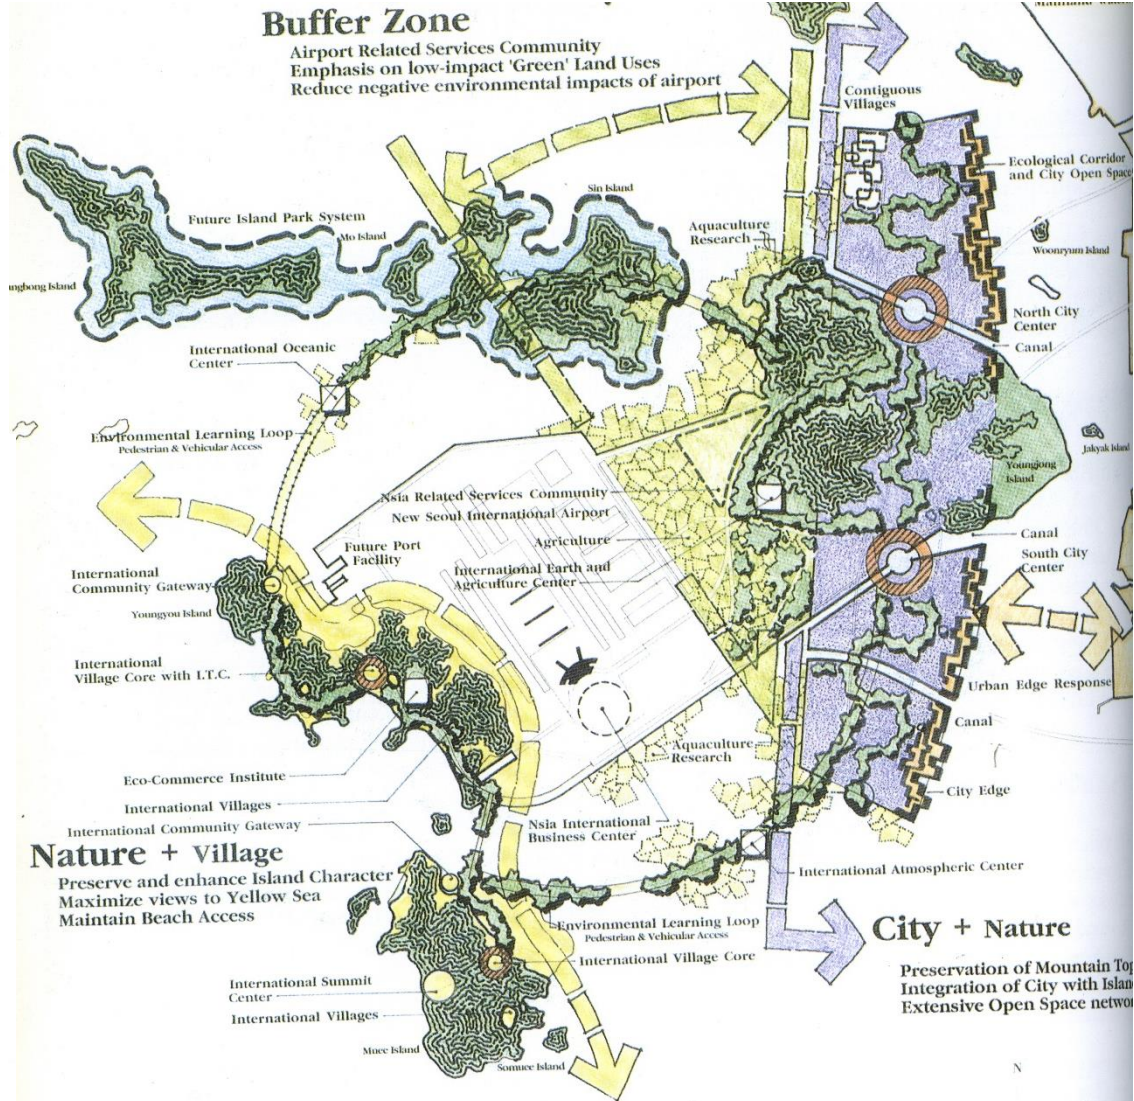 Buffer Zone
Airport Related Services Community
Emphasis on low-impact 'Green' Land Uses
Reduce negative environmental impacts of airport
Contiguous
Villages
Ecological Corridor
and City Open Space
Sin Island
Future Island Park System
Mo Island
Aquaculture
Research
Woonryum Island
North City
Center
Canal
International Oceanic
Center
Environmental Learning Loop
Pedestrian & Vehicular Access
Jakyak Island
Youngjong
Island
Nsia Related Services Community
New Seoul International Airport
Agriculture
International Earth and
Agriculture Center
Future Port
Facility
Canal
South City
Center
International
Community Gateway
Youngyou Island
International
Village Core with I.T.C.
Urban Edge Response
Canal
Aquaculture
Research
Eco-Commerce Institute
International Villages
City Edge
International Community Gateway
Nsia International
Business Center
Nature + Village
Preserve and enhance Island Character
Maximize views to Yellow Sea
Maintain Beach Access
International Atmospheric Center
Environmental Learning Loop
Pedestrian & Vehicular Access
International Village Core
City + Nature
Preservation of Mountain
Integration of City with
Extensive Open Space
International Summit
Center
International Villages
Muee Island
Somuee Island
N